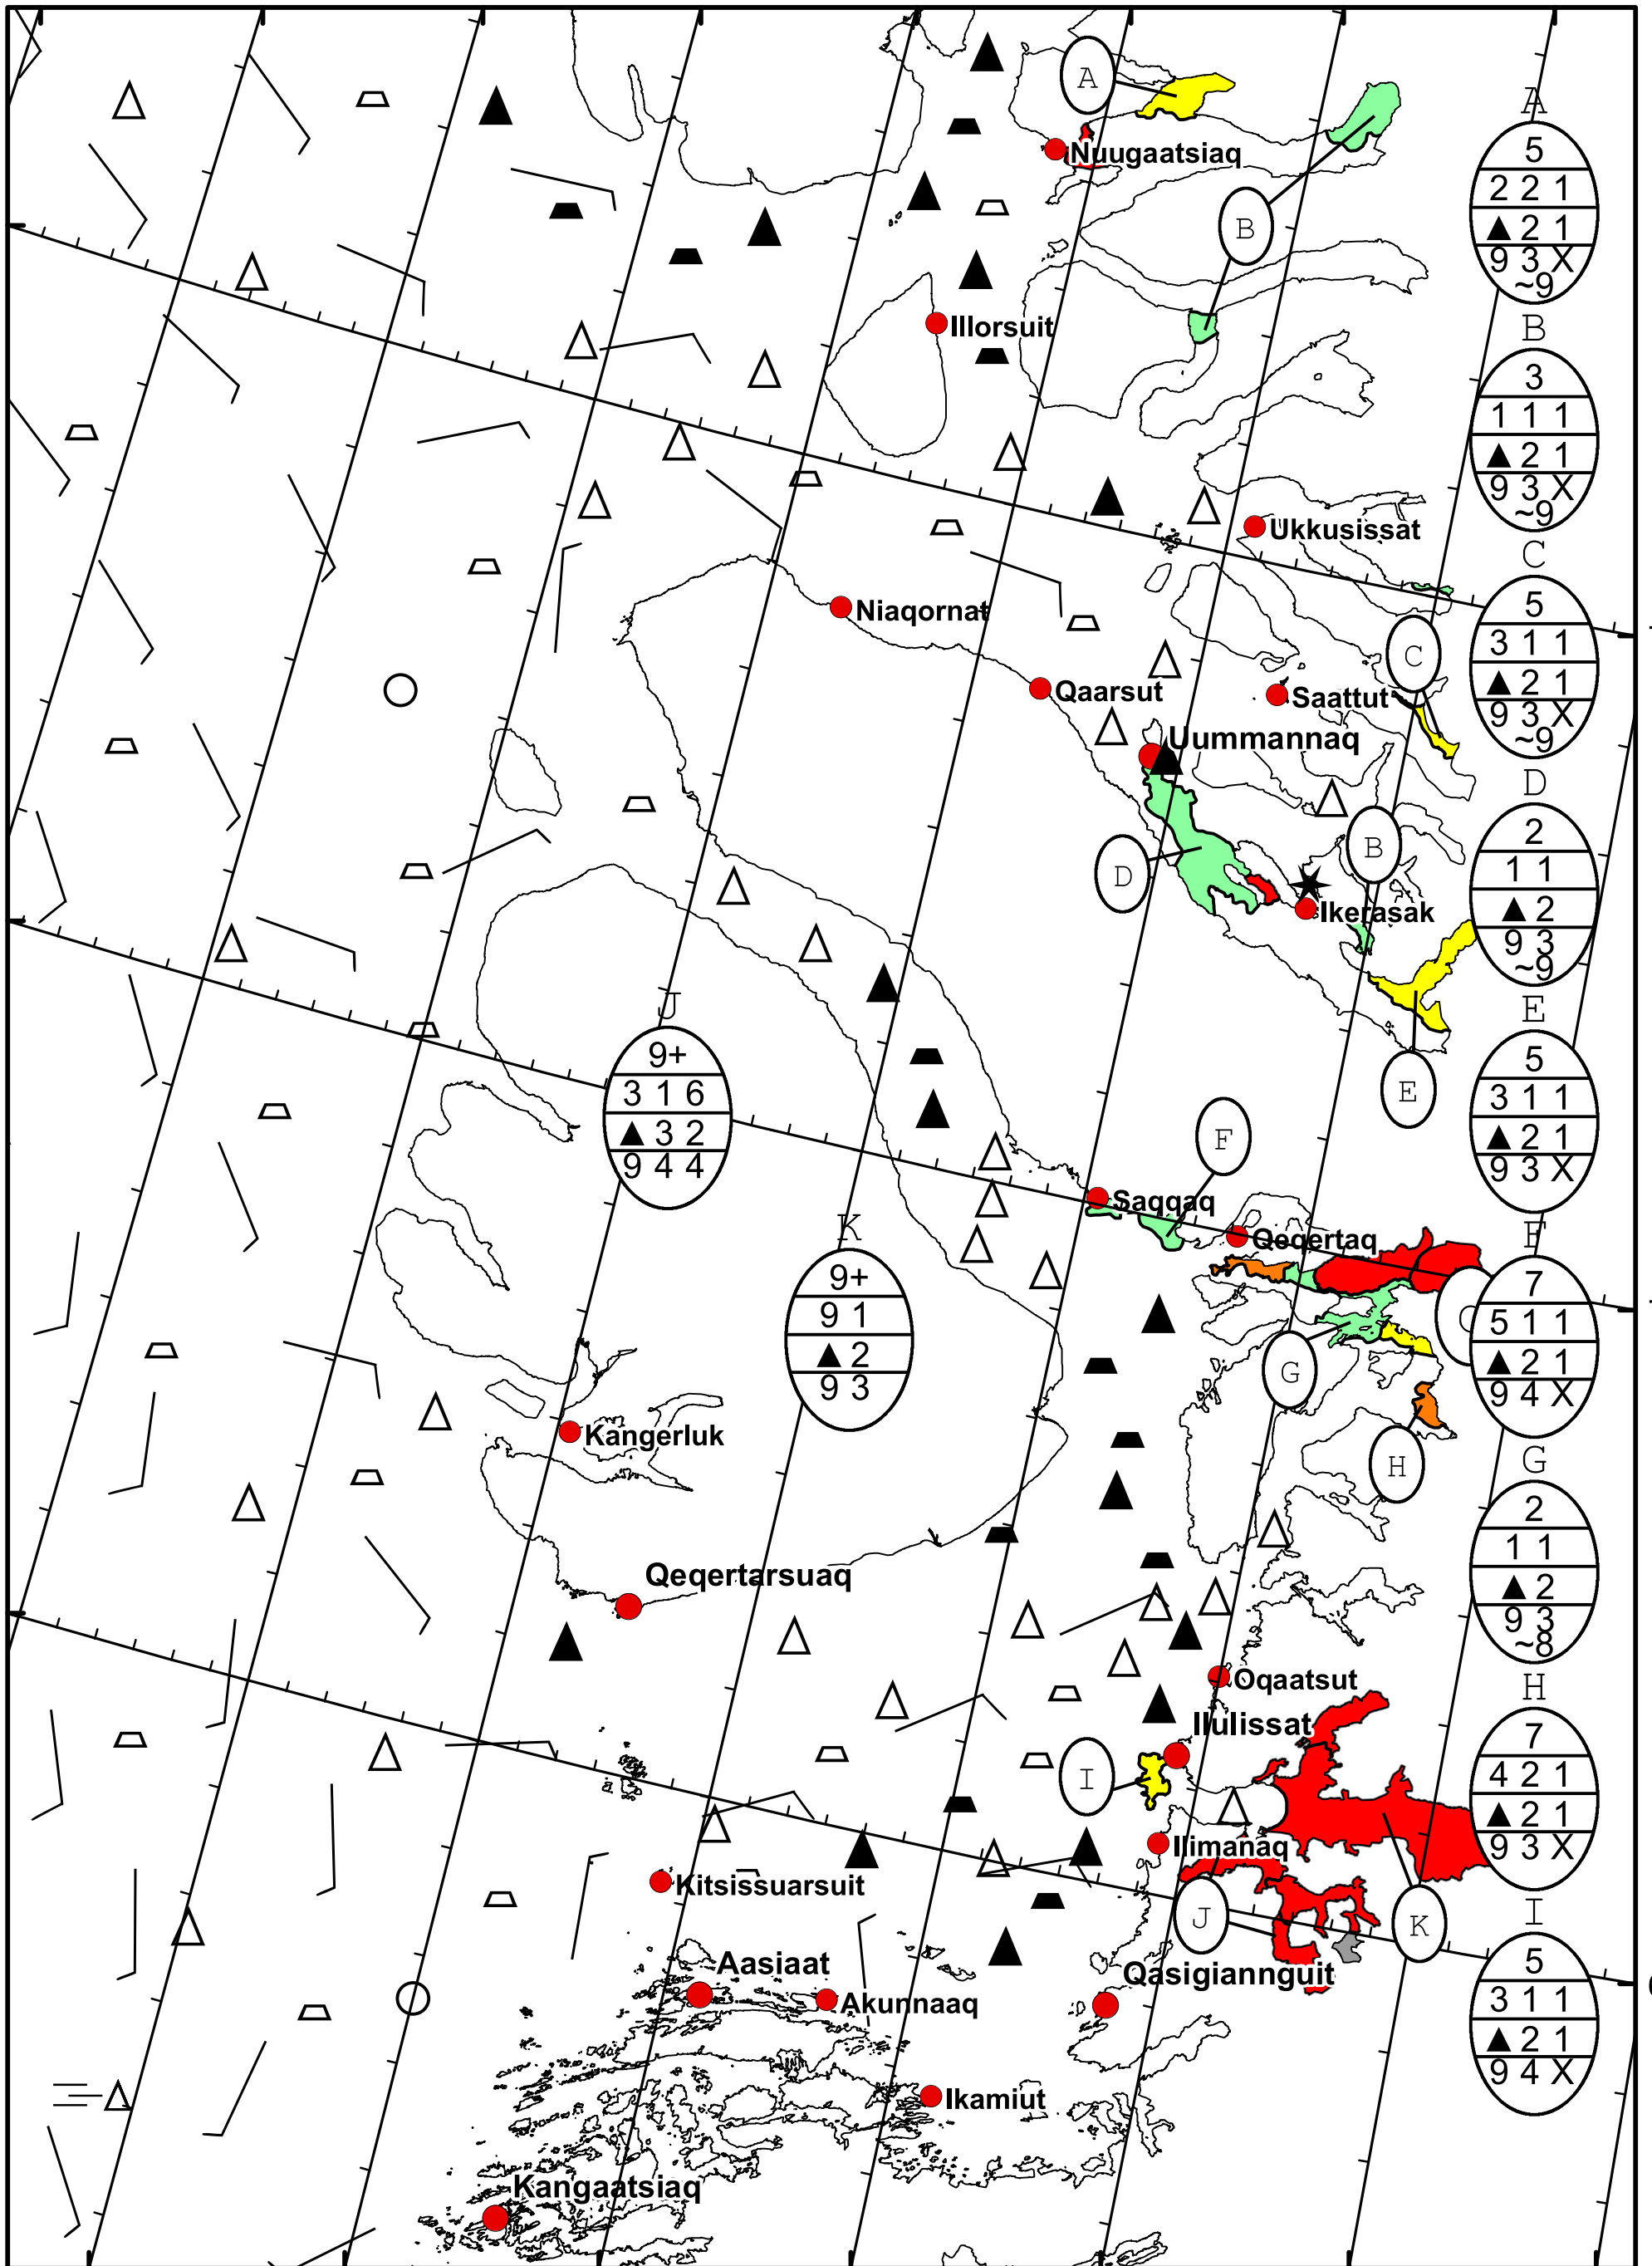 A
A
5
2 2 1
▲ 2 1
9 3 X
~9
Nuugaatsiaq
B
B
3
1 1 1
▲ 2 1
9 3 X
~9
Illorsuit
Ukkusissat
C
5
3 1 1
▲ 2 1
9 3 X
~9
Niaqornat
C
Qaarsut
Saattut
Uummannaq
D
2
1 1
▲ 2
9 3
~9
B
D
Ikerasak
E
5
3 1 1
▲ 2 1
9 3 X
J
9+
3 1 6
▲ 3 2
9 4 4
E
F
Saqqaq
Qeqertaq
K
9+
9 1
▲ 2
9 3
F
7
5 1 1
▲ 2 1
9 4 X
G
Kangerluk
H
G
2
1 1
▲ 2
9 3
~8
Qeqertarsuaq
Oqaatsut
Ilulissat
H
7
4 2 1
▲ 2 1
9 3 X
I
Ilimanaq
Kitsissuarsuit
J
K
I
5
3 1 1
▲ 2 1
9 4 X
Aasiaat
Qasigiannguit
Akunnaaq
Ikamiut
Kangaatsiaq